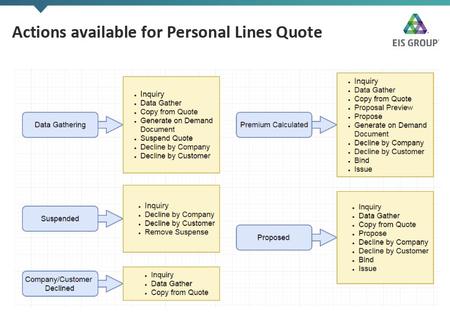 Actions available for Personal Lines Quote
EIS GROUP
Data Gathering
• Inquiry
• Data Gather
• Copy from Quote
• Generate on Demand
Document
• Suspend Quote
• Decline by Company
• Decline by Customer
Premium Calculated
• Inquiry
• Data Gather
• Copy from Quote
• Proposal Preview
• Propose
• Generate on Demand
Document
• Decline by Company
• Decline by Customer
• Bind
• Issue
Suspended
• Inquiry
• Decline by Company
• Decline by Customer
• Remove Suspense
Proposed
• Inquiry
• Data Gather
• Copy from Quote
• Propose
• Decline by Company
• Decline by Customer
• Bind
• Issue
Company/Customer
Declined
• Inquiry
• Data Gather
• Copy from Quote